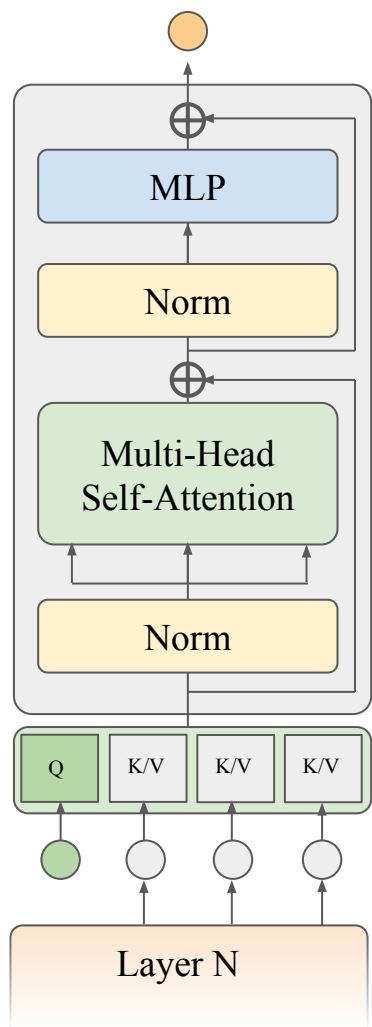 MLP
Norm
Multi-Head
Self-Attention
Norm
Q K/V K/V K/V
Layer N